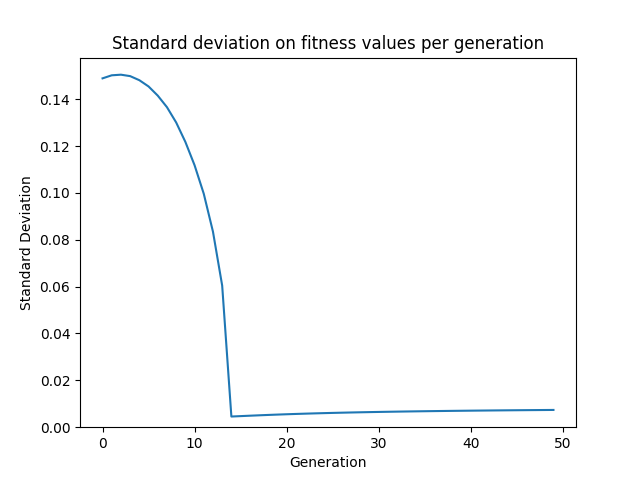 Standard deviation on fitness values per generation
0.14
0.12
0.10
0.08
0.06
0.04
0.02
0.00
Standard Deviation
0 10 20 30 40 50
Generation